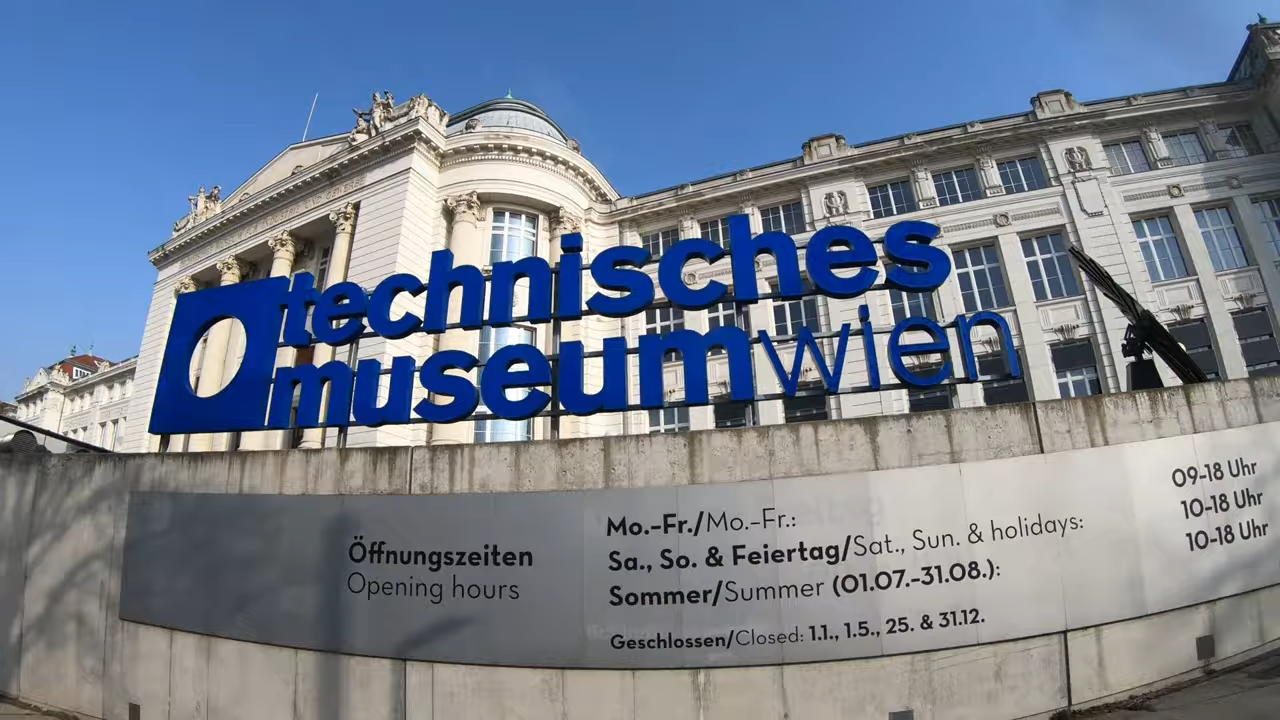 technisches
museumwien
Öffnungszeiten
Opening hours
Mo.-Fr./Mo.-Fr.: 09-18 Uhr
Sa., So. & Feiertag/Sat., Sun. & holidays: 10-18 Uhr
Sommer/Summer (01.07.-31.08.): 10-18 Uhr
Geschlossen/Closed: 1.1., 1.5., 25. & 31.12.